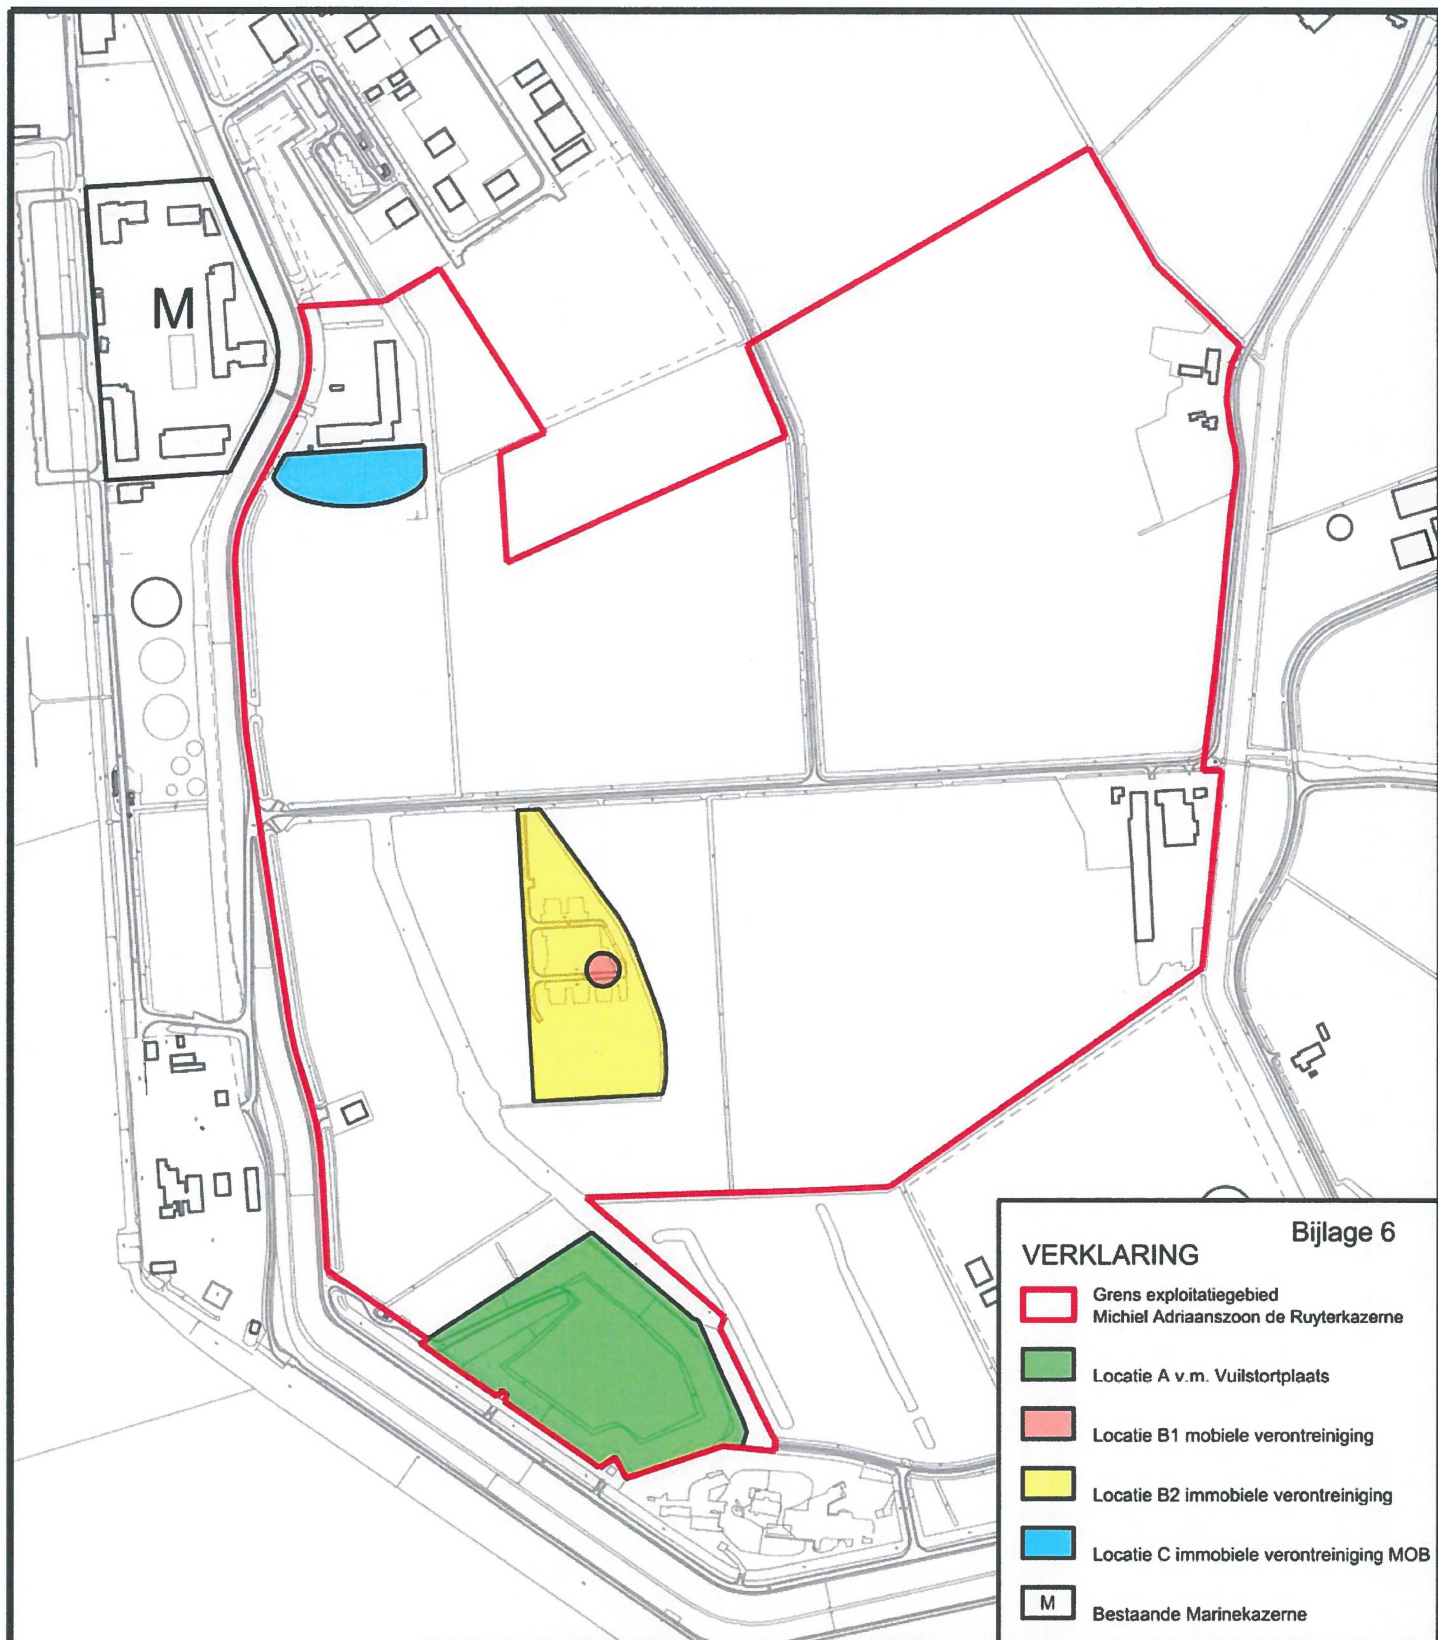 M
Bijlage 6
VERKLARING
Grens exploitatiegebied
Michiel Adriaanszoon de Ruyterkazerne
Locatie A v.m. Vuilstortplaats
Locatie B1 mobiele verontreiniging
Locatie B2 immobiele verontreiniging
Locatie C immobiele verontreiniging MOB
M
Bestaande Marinekazerne